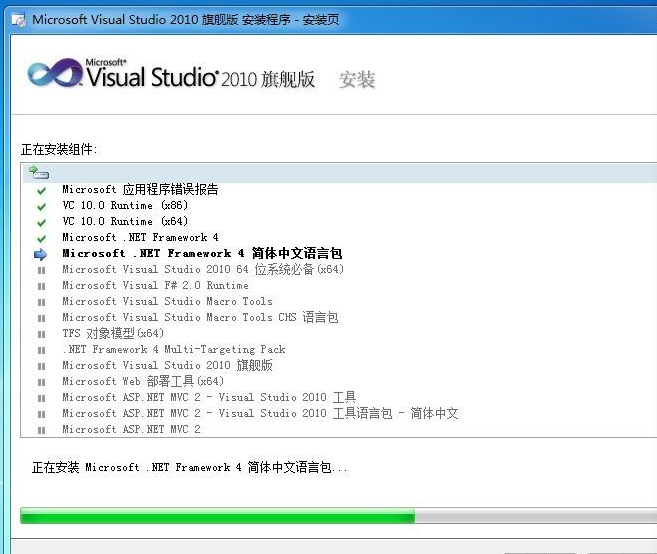 Microsoft Visual Studio 2010 旗舰版 安装程序 - 安装页
Microsoft®
Visual Studio® 2010 旗舰版 安装
正在安装组件:
Microsoft 应用程序错误报告
VC 10.0 Runtime (x86)
VC 10.0 Runtime (x64)
Microsoft .NET Framework 4
Microsoft .NET Framework 4 简体中文语言包
Microsoft Visual Studio 2010 64 位系统必备(x64)
Microsoft Visual F# 2.0 Runtime
Microsoft Visual Studio Macro Tools
Microsoft Visual Studio Macro Tools CHS 语言包
TFS 对象模型(x64)
.NET Framework 4 Multi-Targeting Pack
Microsoft Visual Studio 2010 旗舰版
Microsoft Web 部署工具(x64)
Microsoft ASP.NET MVC 2 - Visual Studio 2010 工具
Microsoft ASP.NET MVC 2 - Visual Studio 2010 工具语言包 - 简体中文
Microsoft ASP.NET MVC 2
正在安装 Microsoft .NET Framework 4 简体中文语言包...